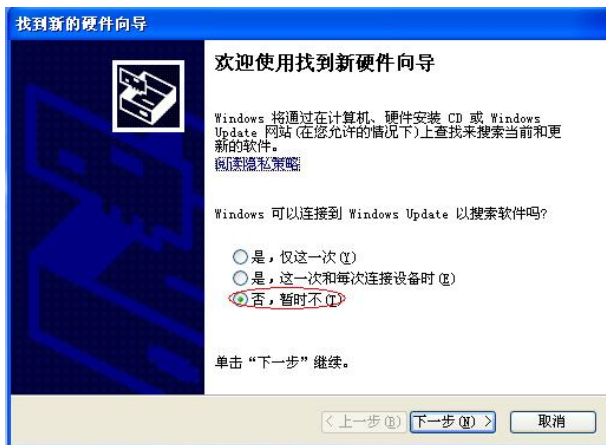 找到新的硬件向导
欢迎使用找到新硬件向导
Windows 将通过在计算机、硬件安装 CD 或 Windows
Update 网站(在您允许的情况下)上查找来搜索当前和更
新的软件。
阅读隐私策略
Windows 可以连接到 Windows Update 以搜索软件吗?
是，仅这一次(Y)
是，这一次和每次连接设备时(E)
否，暂时不(T)
单击“下一步”继续。
< 上一步(B) 下一步(N) > 取消